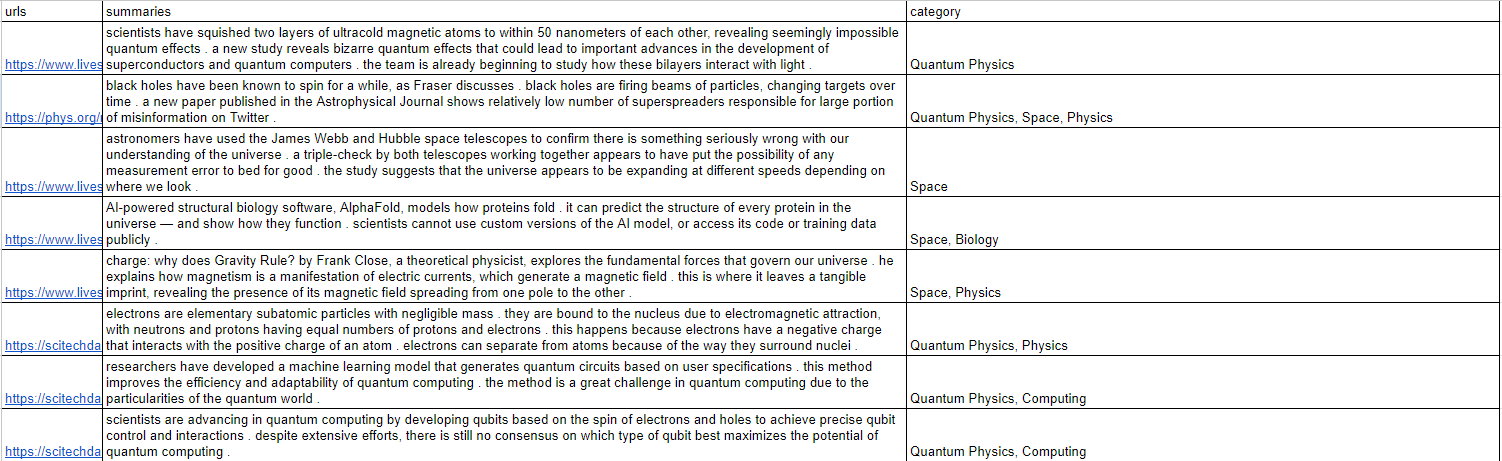 urls summaries category
scientists have squished two layers of ultracold magnetic atoms to within 50 nanometers of each other, revealing seemingly impossible
quantum effects . a new study reveals bizarre quantum effects that could lead to important advances in the development of
https://www.lives superconductors and quantum computers . the team is already beginning to study how these bilayers interact with light . Quantum Physics
black holes have been known to spin for a while, as Fraser discusses . black holes are firing beams of particles, changing targets over
time . a new paper published in the Astrophysical Journal shows relatively low number of superspreaders responsible for large portion
https://phys.org/ of misinformation on Twitter . Quantum Physics, Space, Physics
astronomers have used the James Webb and Hubble space telescopes to confirm there is something seriously wrong with our
understanding of the universe . a triple-check by both telescopes working together appears to have put the possibility of any
measurement error to bed for good . the study suggests that the universe appears to be expanding at different speeds depending on
https://www.lives where we look . Space
AI-powered structural biology software, AlphaFold, models how proteins fold . it can predict the structure of every protein in the
universe — and show how they function . scientists cannot use custom versions of the AI model, or access its code or training data
https://www.lives publicly . Space, Biology
charge: why does Gravity Rule? by Frank Close, a theoretical physicist, explores the fundamental forces that govern our universe . he
explains how magnetism is a manifestation of electric currents, which generate a magnetic field . this is where it leaves a tangible
https://www.lives imprint, revealing the presence of its magnetic field spreading from one pole to the other . Space, Physics
electrons are elementary subatomic particles with negligible mass . they are bound to the nucleus due to electromagnetic attraction,
with neutrons and protons having equal numbers of protons and electrons . this happens because electrons have a negative charge
https://scitechda that interacts with the positive charge of an atom . electrons can separate from atoms because of the way they surround nuclei . Quantum Physics, Physics
researchers have developed a machine learning model that generates quantum circuits based on user specifications . this method
improves the efficiency and adaptability of quantum computing . the method is a great challenge in quantum computing due to the
https://scitechda particularities of the quantum world . Quantum Physics, Computing
scientists are advancing in quantum computing by developing qubits based on the spin of electrons and holes to achieve precise qubit
control and interactions . despite extensive efforts, there is still no consensus on which type of qubit best maximizes the potential of
https://scitechda quantum computing . Quantum Physics, Computing